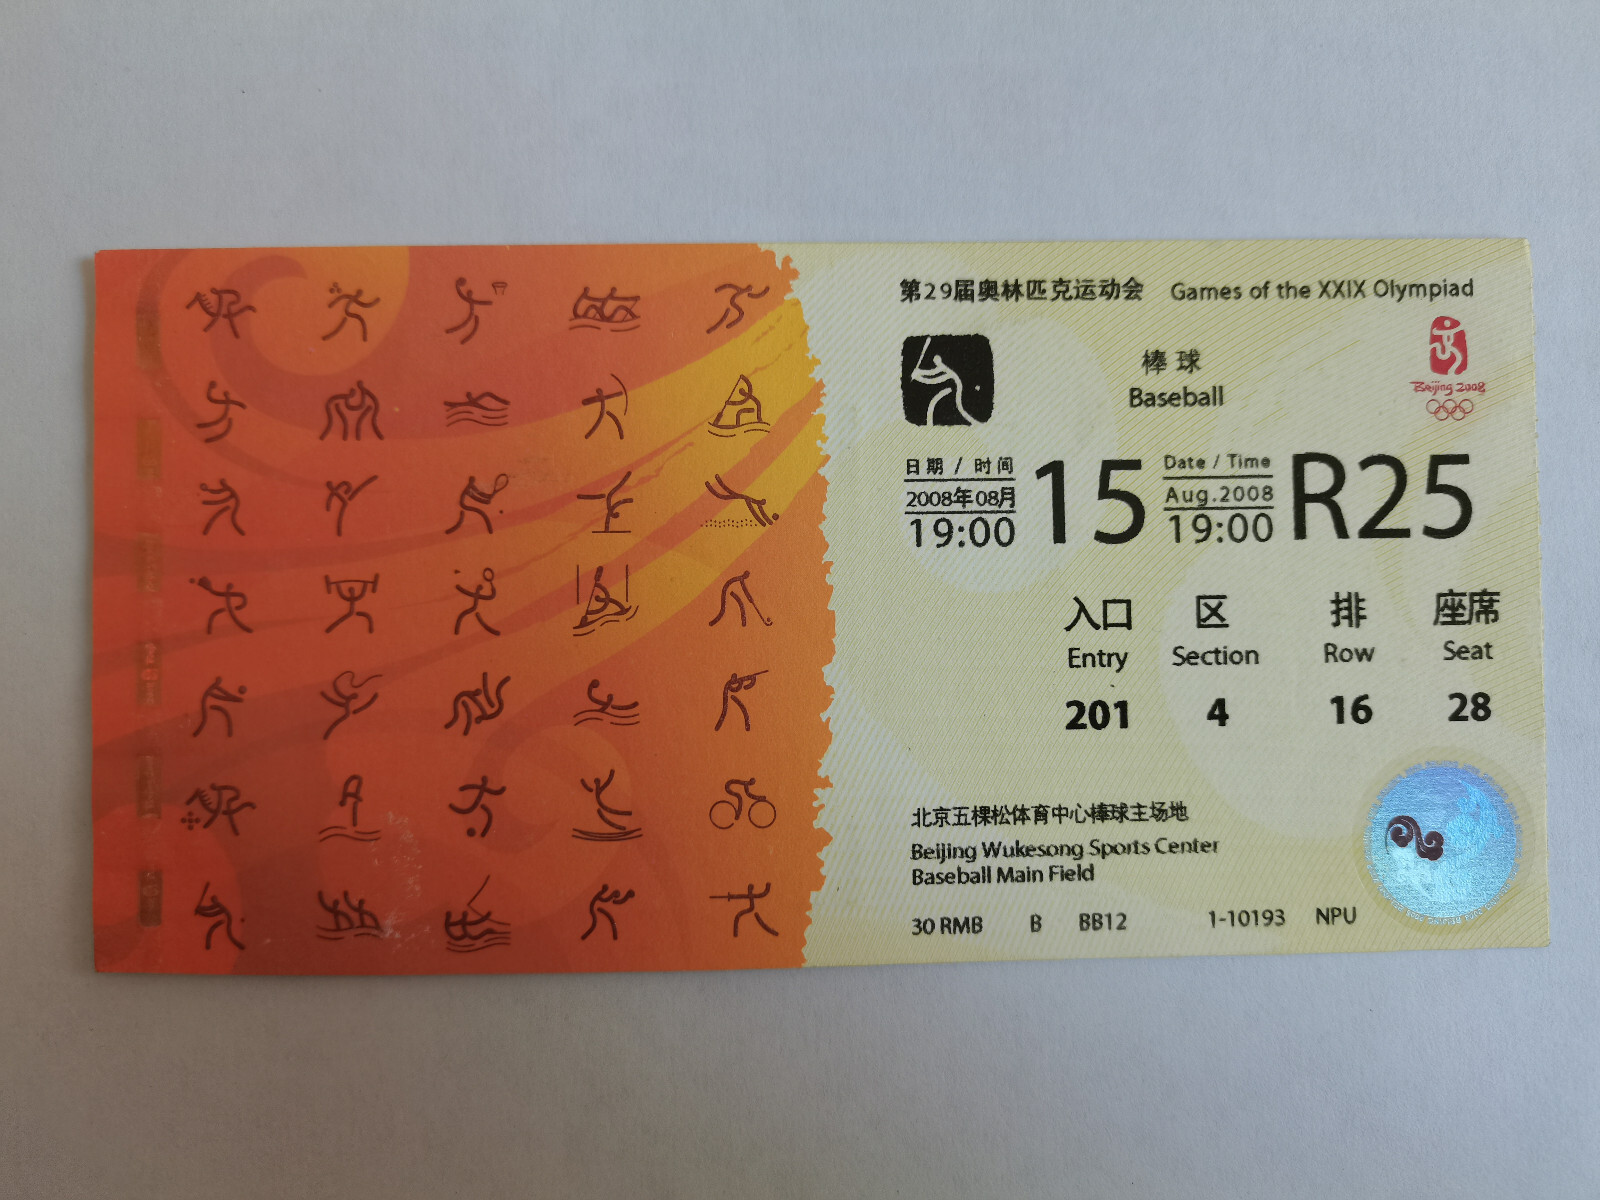 第29届奥林匹克运动会 Games of the XXIX Olympiad
棒球
Baseball
Beijing 2008
日期 / 时间
2008年08月
19:00
15
Date / Time
Aug.2008
19:00
R25
入口 区 排 座席
Entry Section Row Seat
201 4 16 28
北京五棵松体育中心棒球主场地
Beijing Wukesong Sports Center
Baseball Main Field
30 RMB B BB12 1-10193 NPU